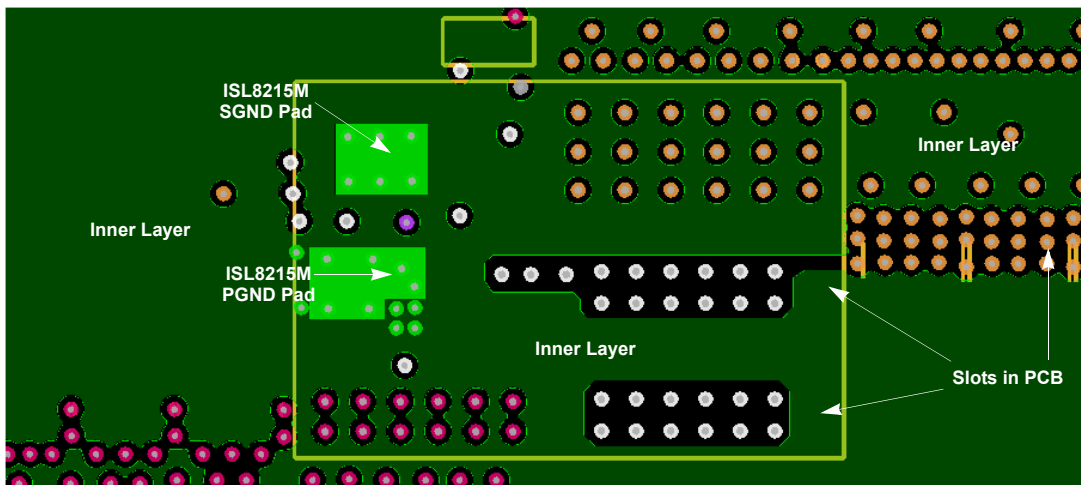 ISL8215M
SGND Pad
Inner Layer
Inner Layer
ISL8215M
PGND Pad
Inner Layer
Slots in PCB